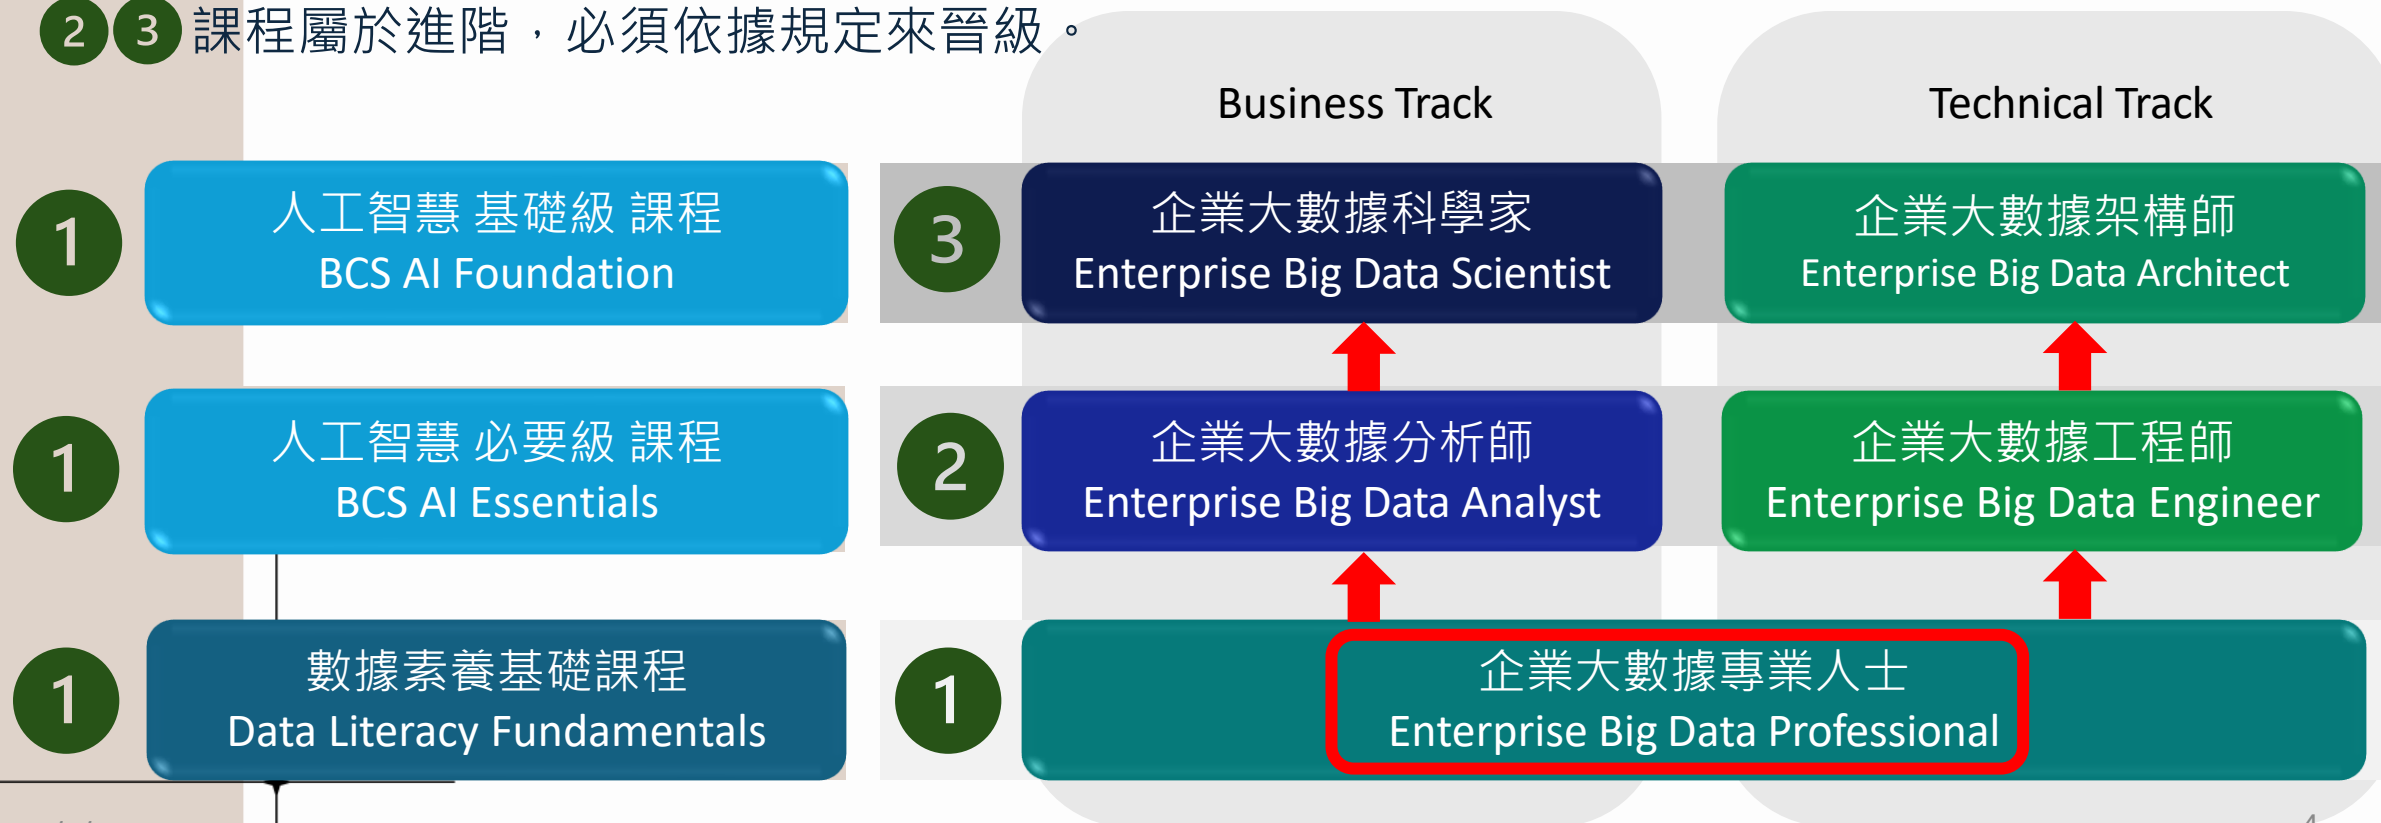 2 3 課程屬於進階，必須依據規定來晉級。
Business Track
Technical Track
1
人工智慧 基礎級 課程
BCS AI Foundation
3
企業大數據科學家
Enterprise Big Data Scientist
企業大數據架構師
Enterprise Big Data Architect
1
人工智慧 必要級 課程
BCS AI Essentials
2
企業大數據分析師
Enterprise Big Data Analyst
企業大數據工程師
Enterprise Big Data Engineer
1
數據素養基礎課程
Data Literacy Fundamentals
1
企業大數據專業人士
Enterprise Big Data Professional